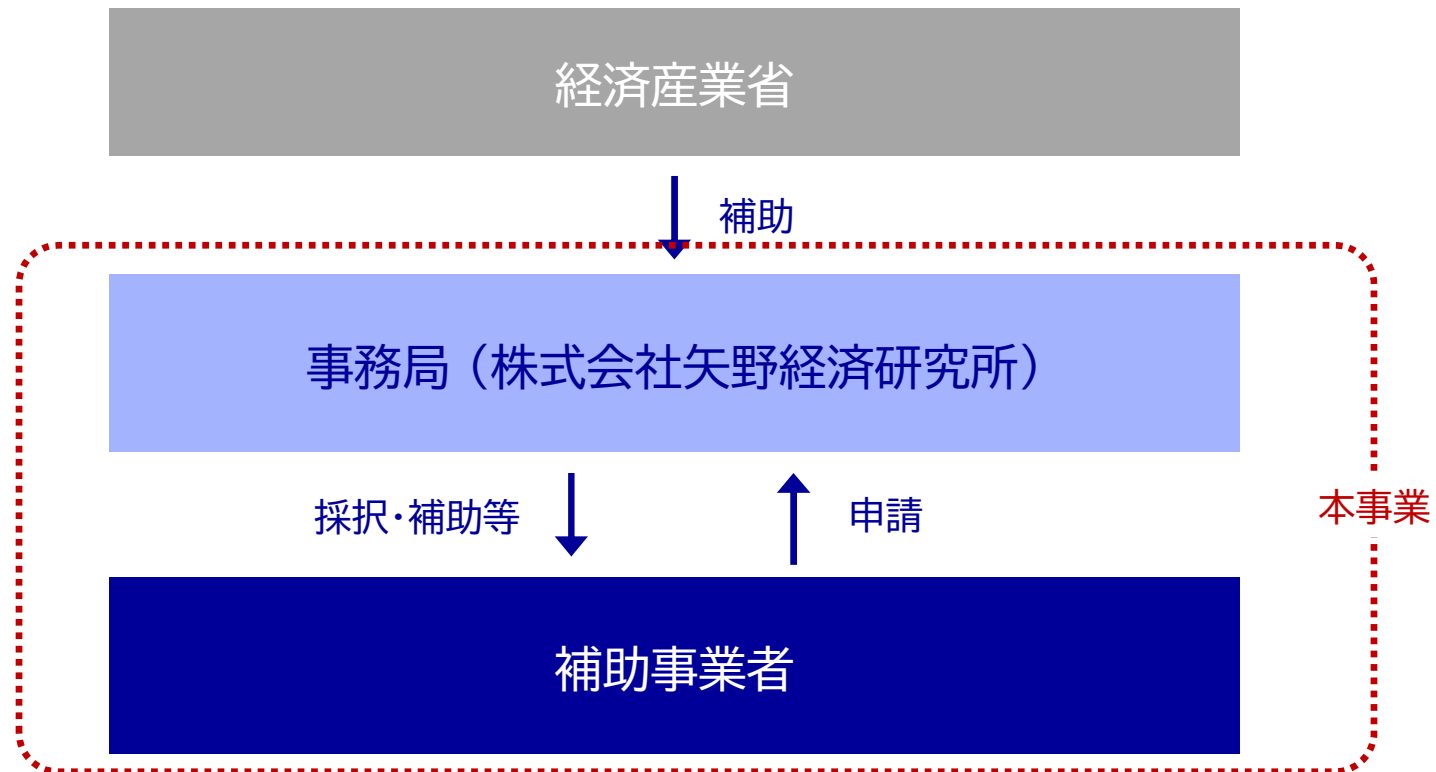 経済産業省
補助
事務局（株式会社矢野経済研究所）
採択･補助等
申請
本事業
補助事業者